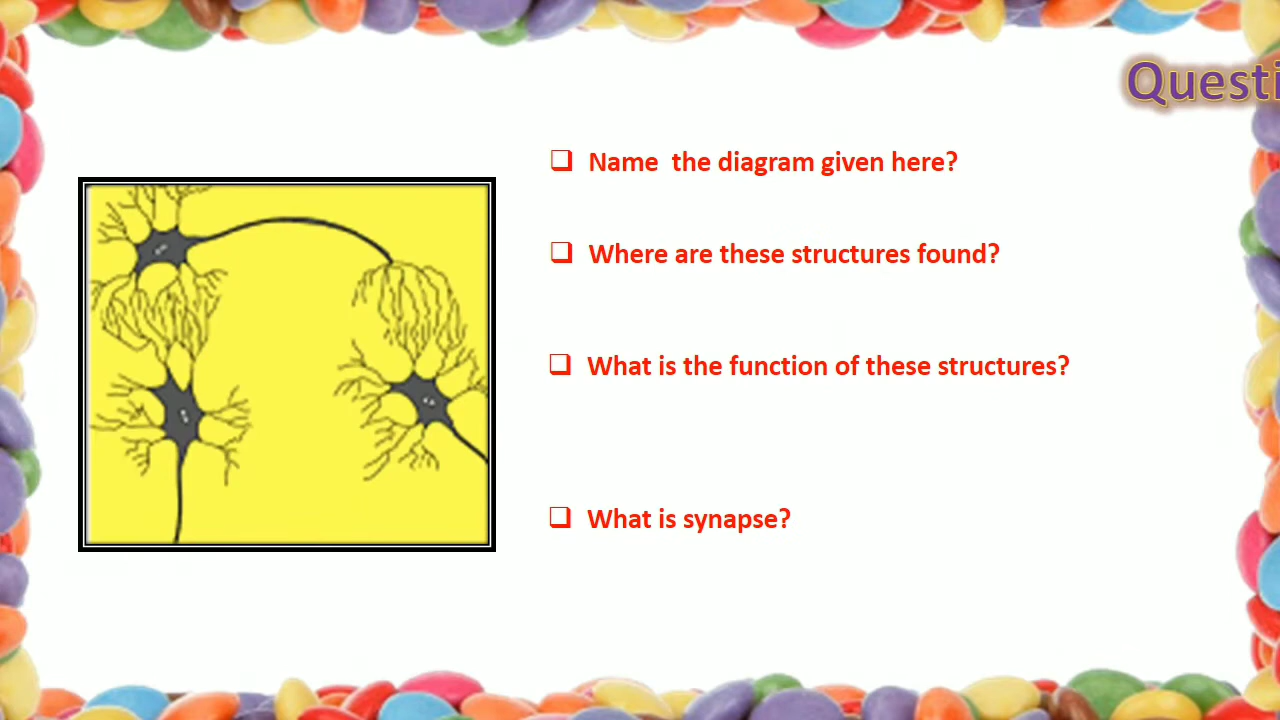 Questi
❑ Name the diagram given here?
❑ Where are these structures found?
❑ What is the function of these structures?
❑ What is synapse?